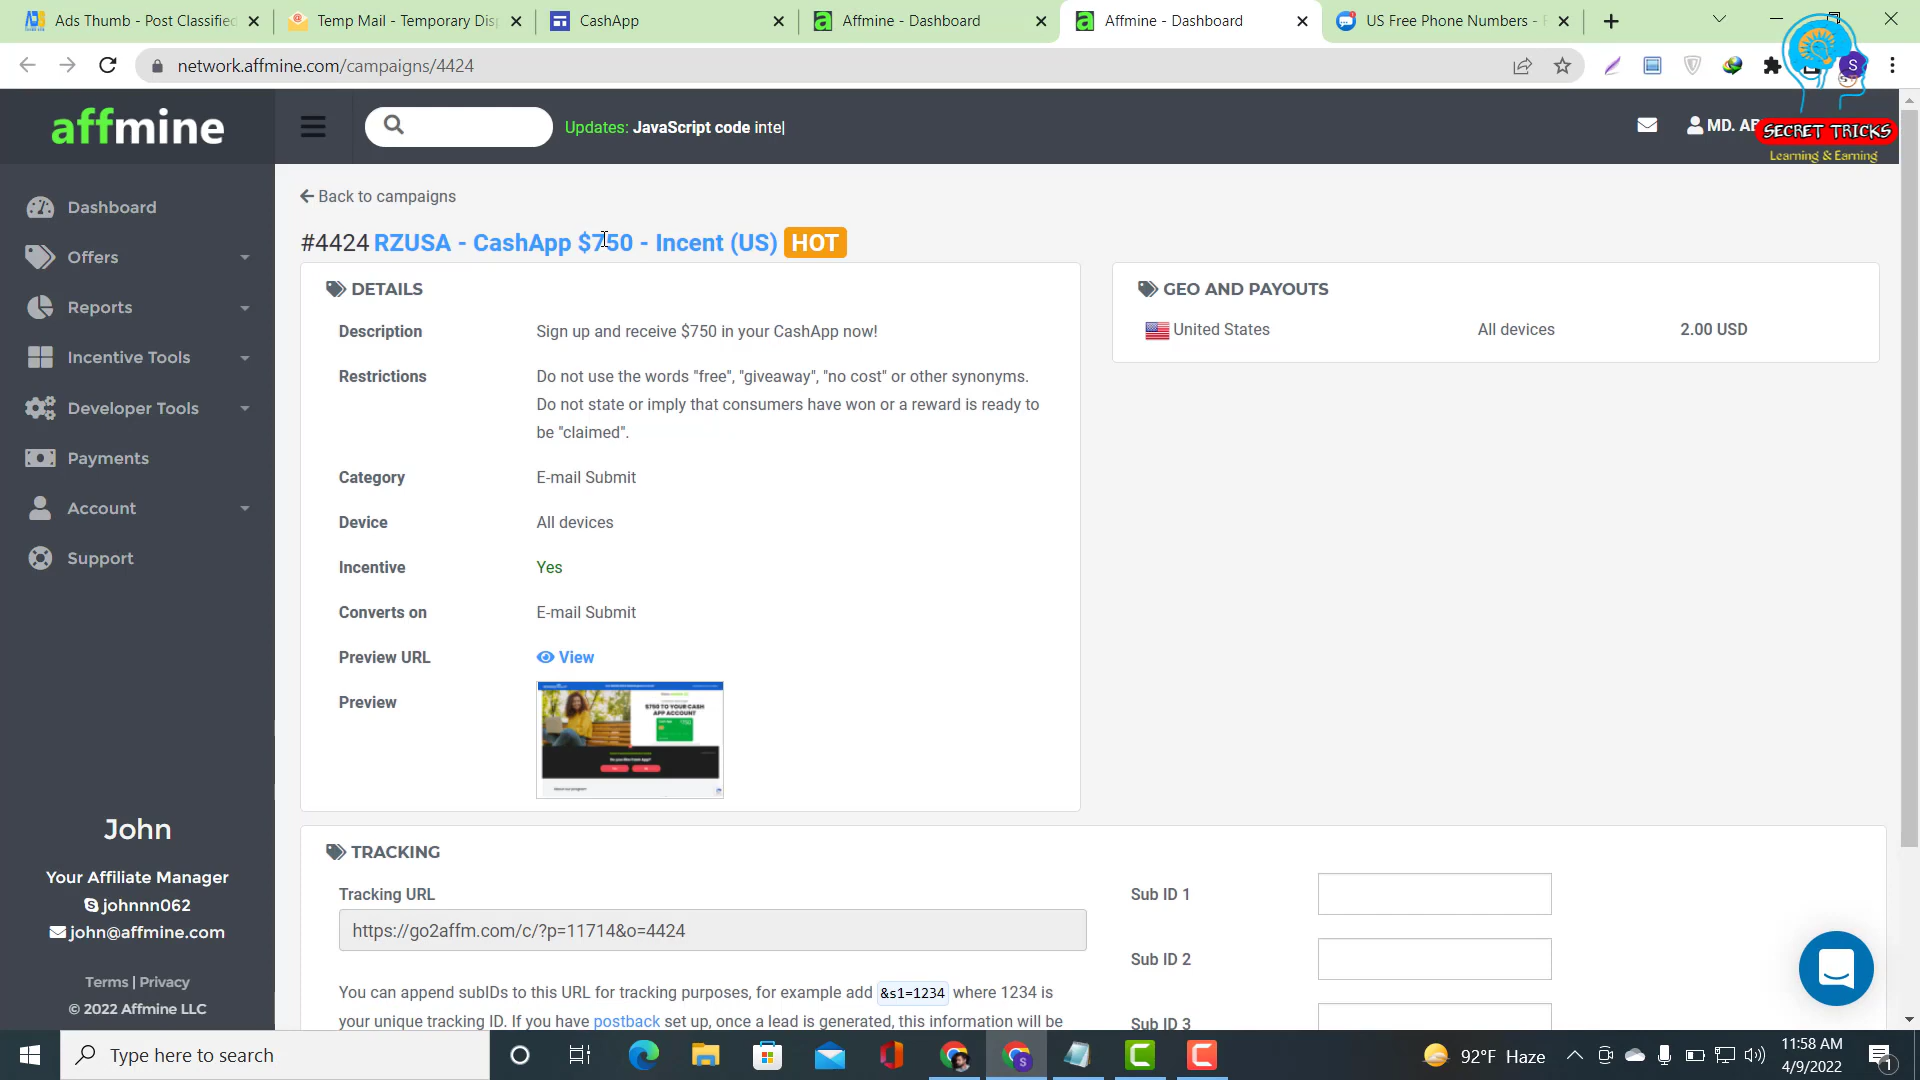 Ads Thumb - Post Classified
Temp Mail - Temporary Dis
CashApp
Affmine - Dashboard
Affmine - Dashboard
US Free Phone Numbers -
network.affmine.com/campaigns/4424
S
affmine
Updates: JavaScript code intel
MD. AB
SECRET TRICKS
Learning & Earning
Dashboard
Offers
Reports
Incentive Tools
Developer Tools
Payments
Account
Support
Back to campaigns
#4424 RZUSA - CashApp $750 - Incent (US) HOT
DETAILS
Description Sign up and receive $750 in your CashApp now!
Restrictions Do not use the words "free", "giveaway", "no cost" or other synonyms.
Do not state or imply that consumers have won or a reward is ready to
be "claimed".
Category E-mail Submit
Device All devices
Incentive Yes
Converts on E-mail Submit
Preview URL View
Preview
$750 TO YOUR CASH
APP ACCOUNT?
GEO AND PAYOUTS
United States All devices 2.00 USD
TRACKING
Tracking URL
https://go2affm.com/c/?p=11714&o=4424
You can append subIDs to this URL for tracking purposes, for example add &s1=1234 where 1234 is
your unique tracking ID. If you have postback set up, once a lead is generated, this information will be
Sub ID 1
Sub ID 2
Sub ID 3
John
Your Affiliate Manager
johnnn062
john@affmine.com
Terms | Privacy
© 2022 Affmine LLC
Type here to search
92°F Haze
11:58 AM
4/9/2022
1